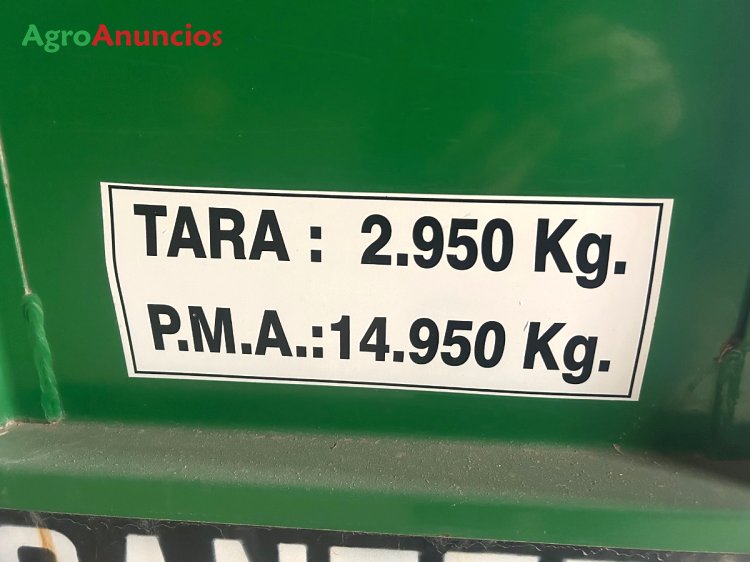 AgroAnuncios
TARA : 2.950 Kg.
P.M.A.:14.950 Kg.